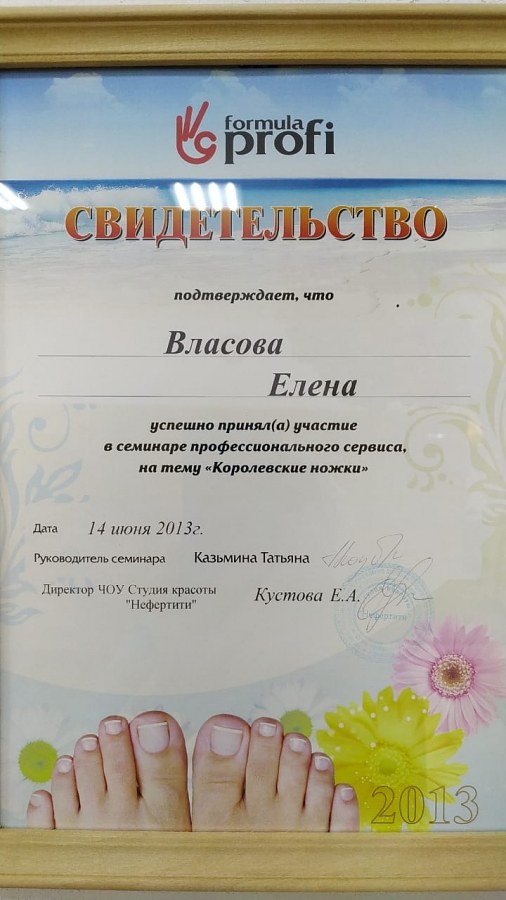 formula
profi
СВИДЕТЕЛЬСТВО
подтверждает, что
Власова
Елена
успешно принял(а) участие
в семинаре профессионального сервиса,
на тему «Королевские ножки»
Дата 14 июня 2013г.
Руководитель семинара Казьмина Татьяна
Директор ЧОУ Студия красоты
"Нефертити"
Кустова Е.А.
Нефертити
2013